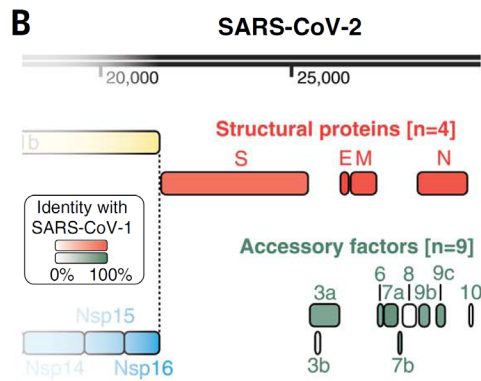 B
SARS-CoV-2
20,000
25,000
lb
Structural proteins [n=4]
S E M N
Identity with
SARS-CoV-1
0% 100%
Accessory factors [n=9]
6 8 9c
3a 7a 9b 10
3b 7b
Nsp15
Nsp14 Nsp16